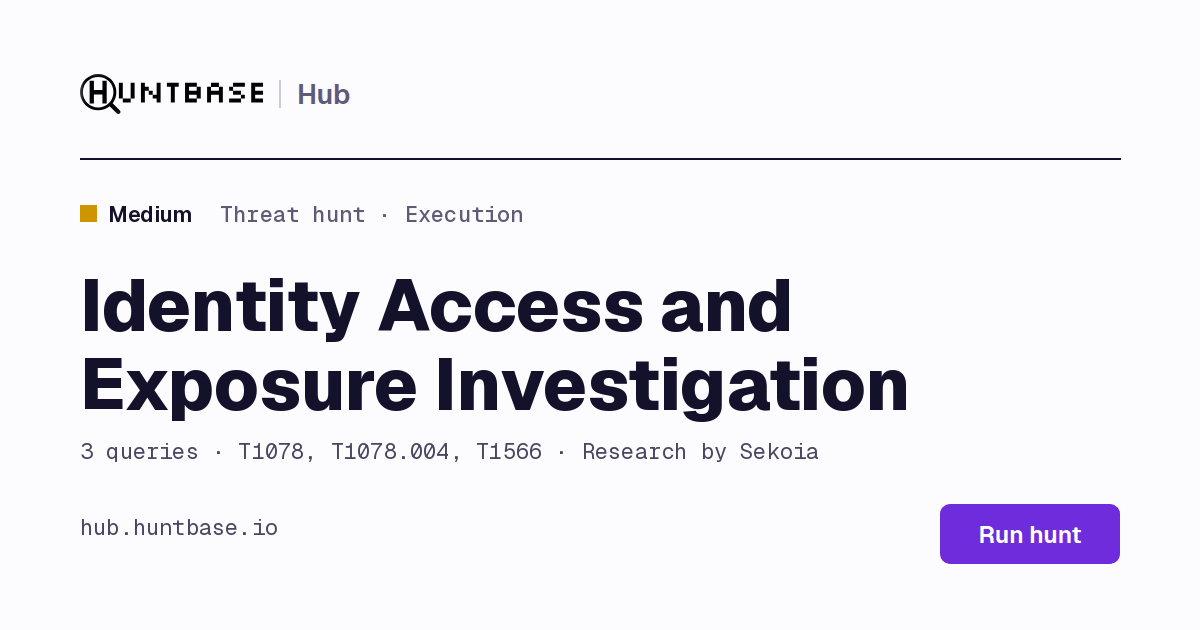 HUNTBASE Hub
Medium Threat hunt · Execution
Identity Access and
Exposure Investigation
3 queries · T1078, T1078.004, T1566 · Research by Sekoia
hub.huntbase.io
Run hunt